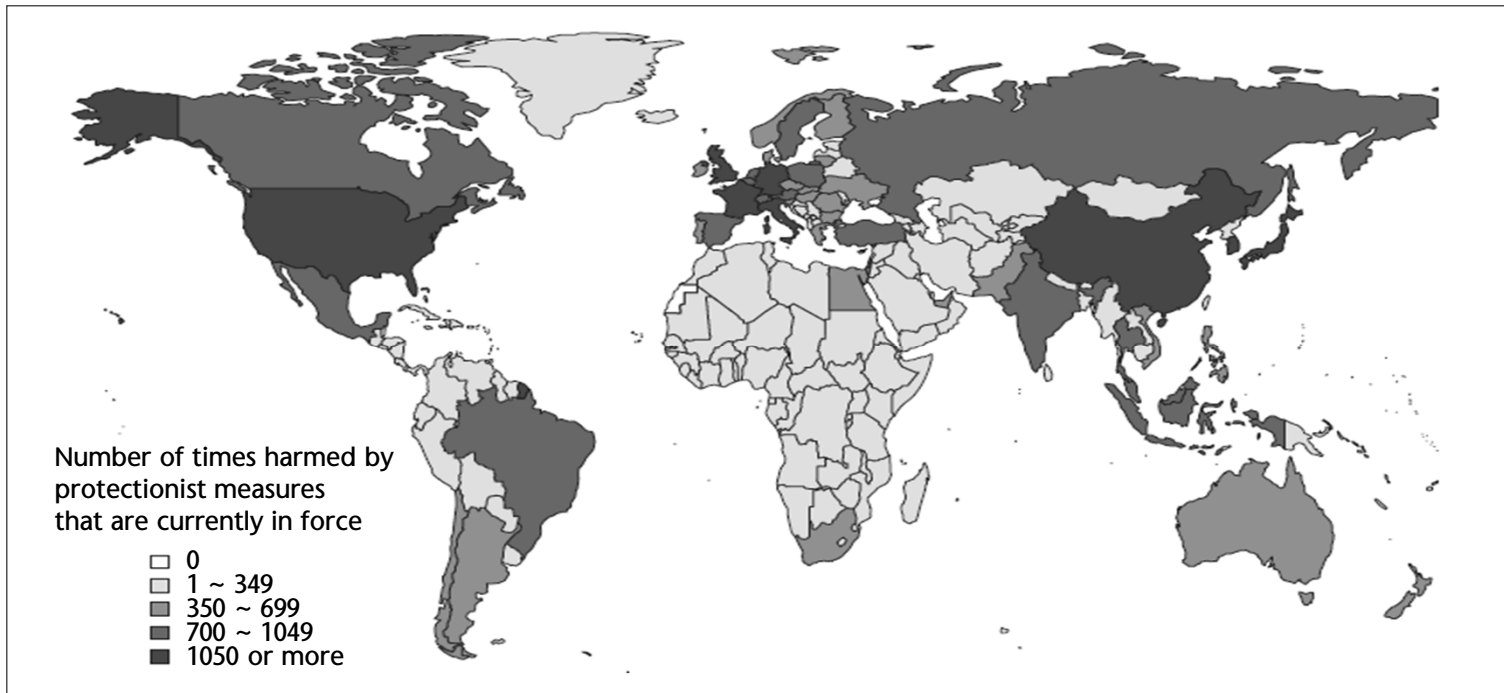 Number of times harmed by
protectionist measures
that are currently in force
0
1 ~ 349
350 ~ 699
700 ~ 1049
1050 or more